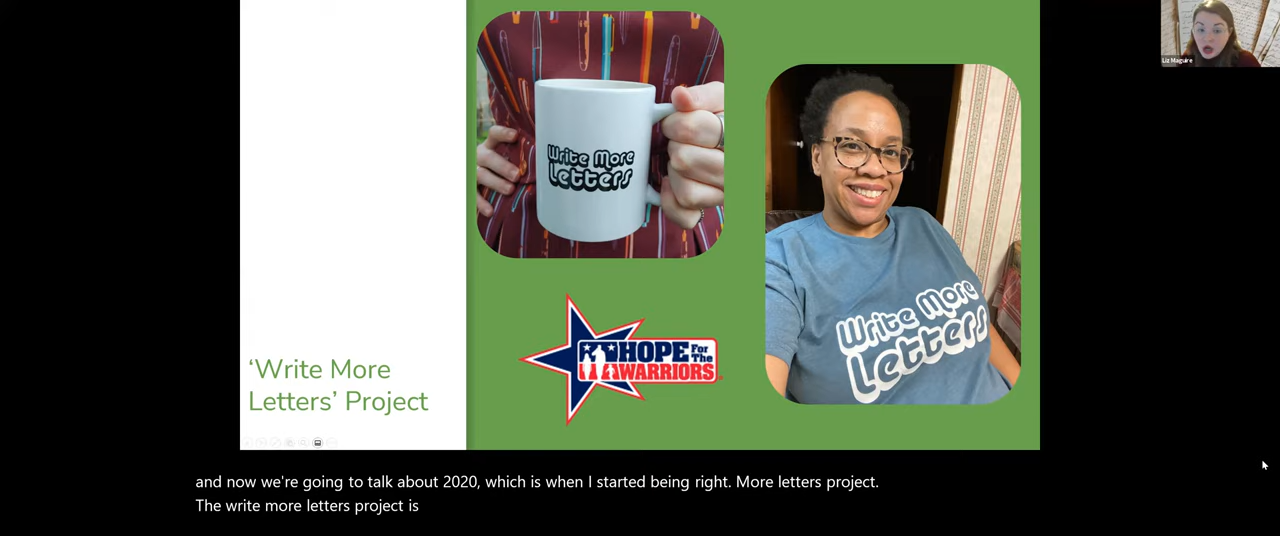 Liz Maguire
Write More
Letters
Write More
Letters
HOPE For The
WARRIORS
'Write More
Letters' Project
and now we're going to talk about 2020, which is when I started being right. More letters project.
The write more letters project is